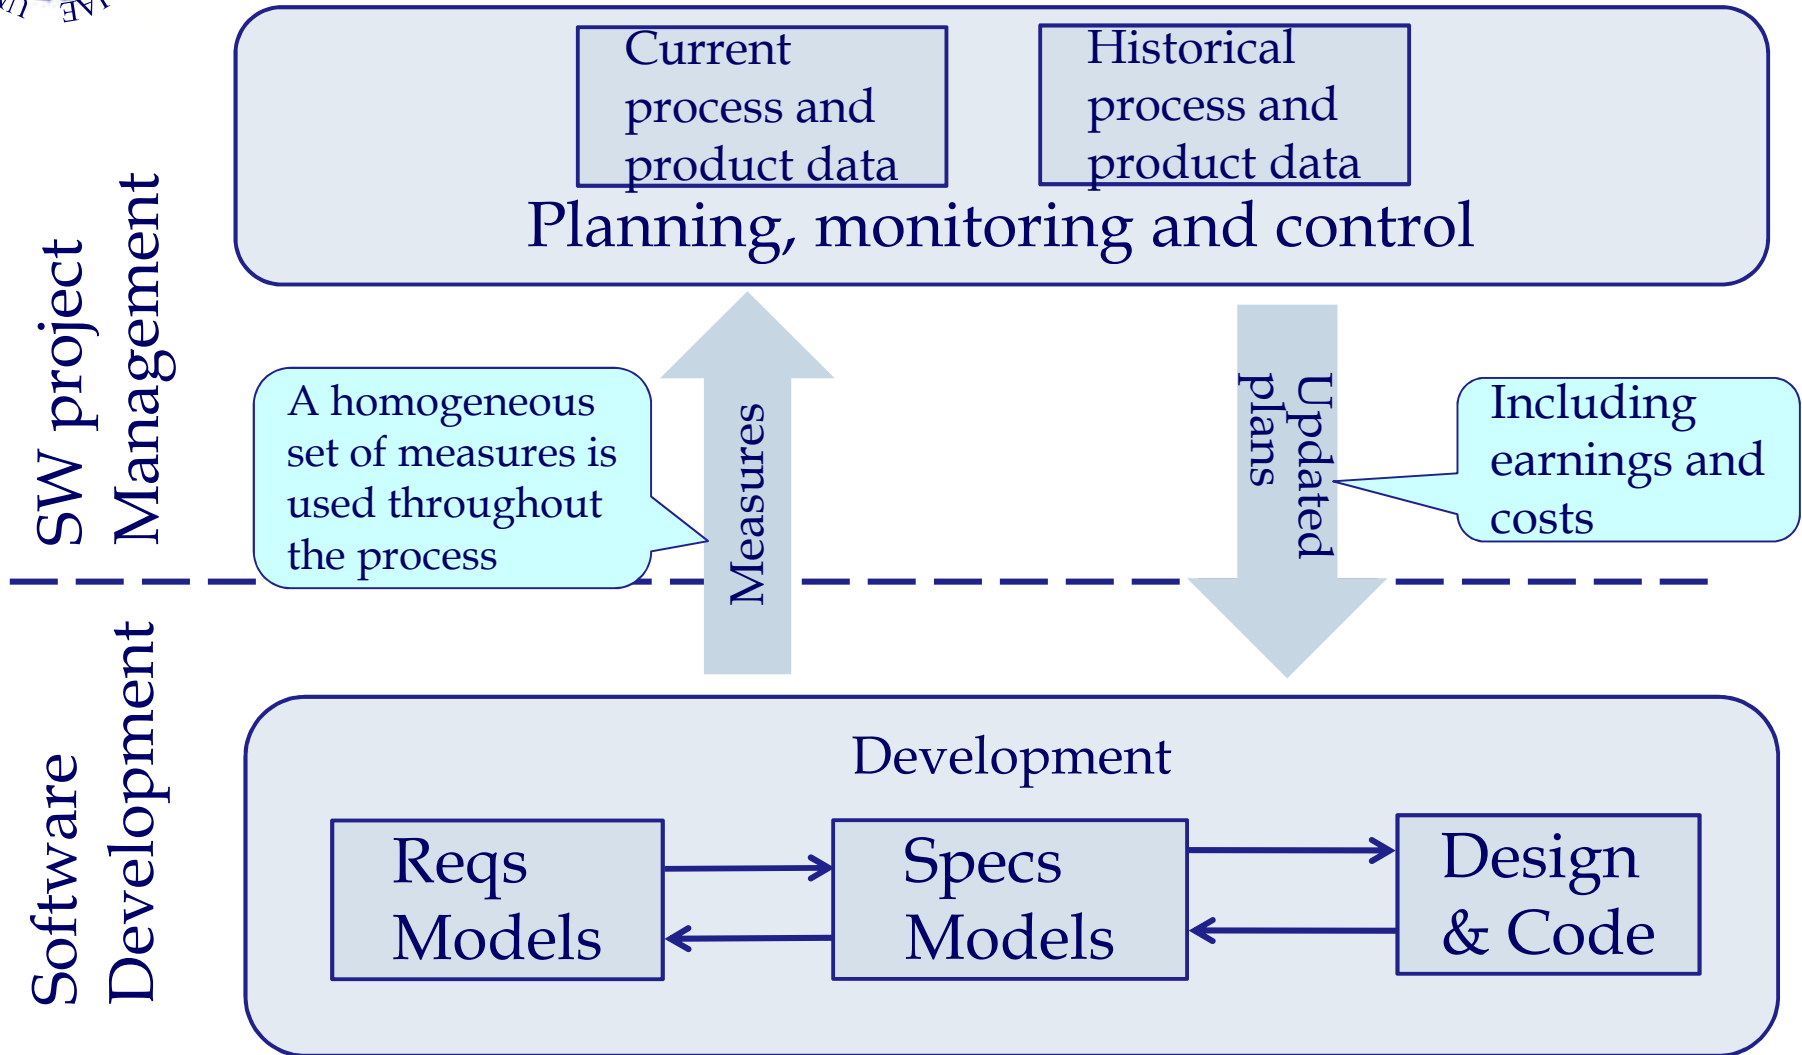 Current
process and
product data
Historical
process and
product data
Planning, monitoring and control
SW project
Management
A homogeneous
set of measures is
used throughout
the process
Measures
Updated
plans
Including
earnings and
costs
Software
Development
Development
Reqs
Models
Specs
Models
Design
& Code